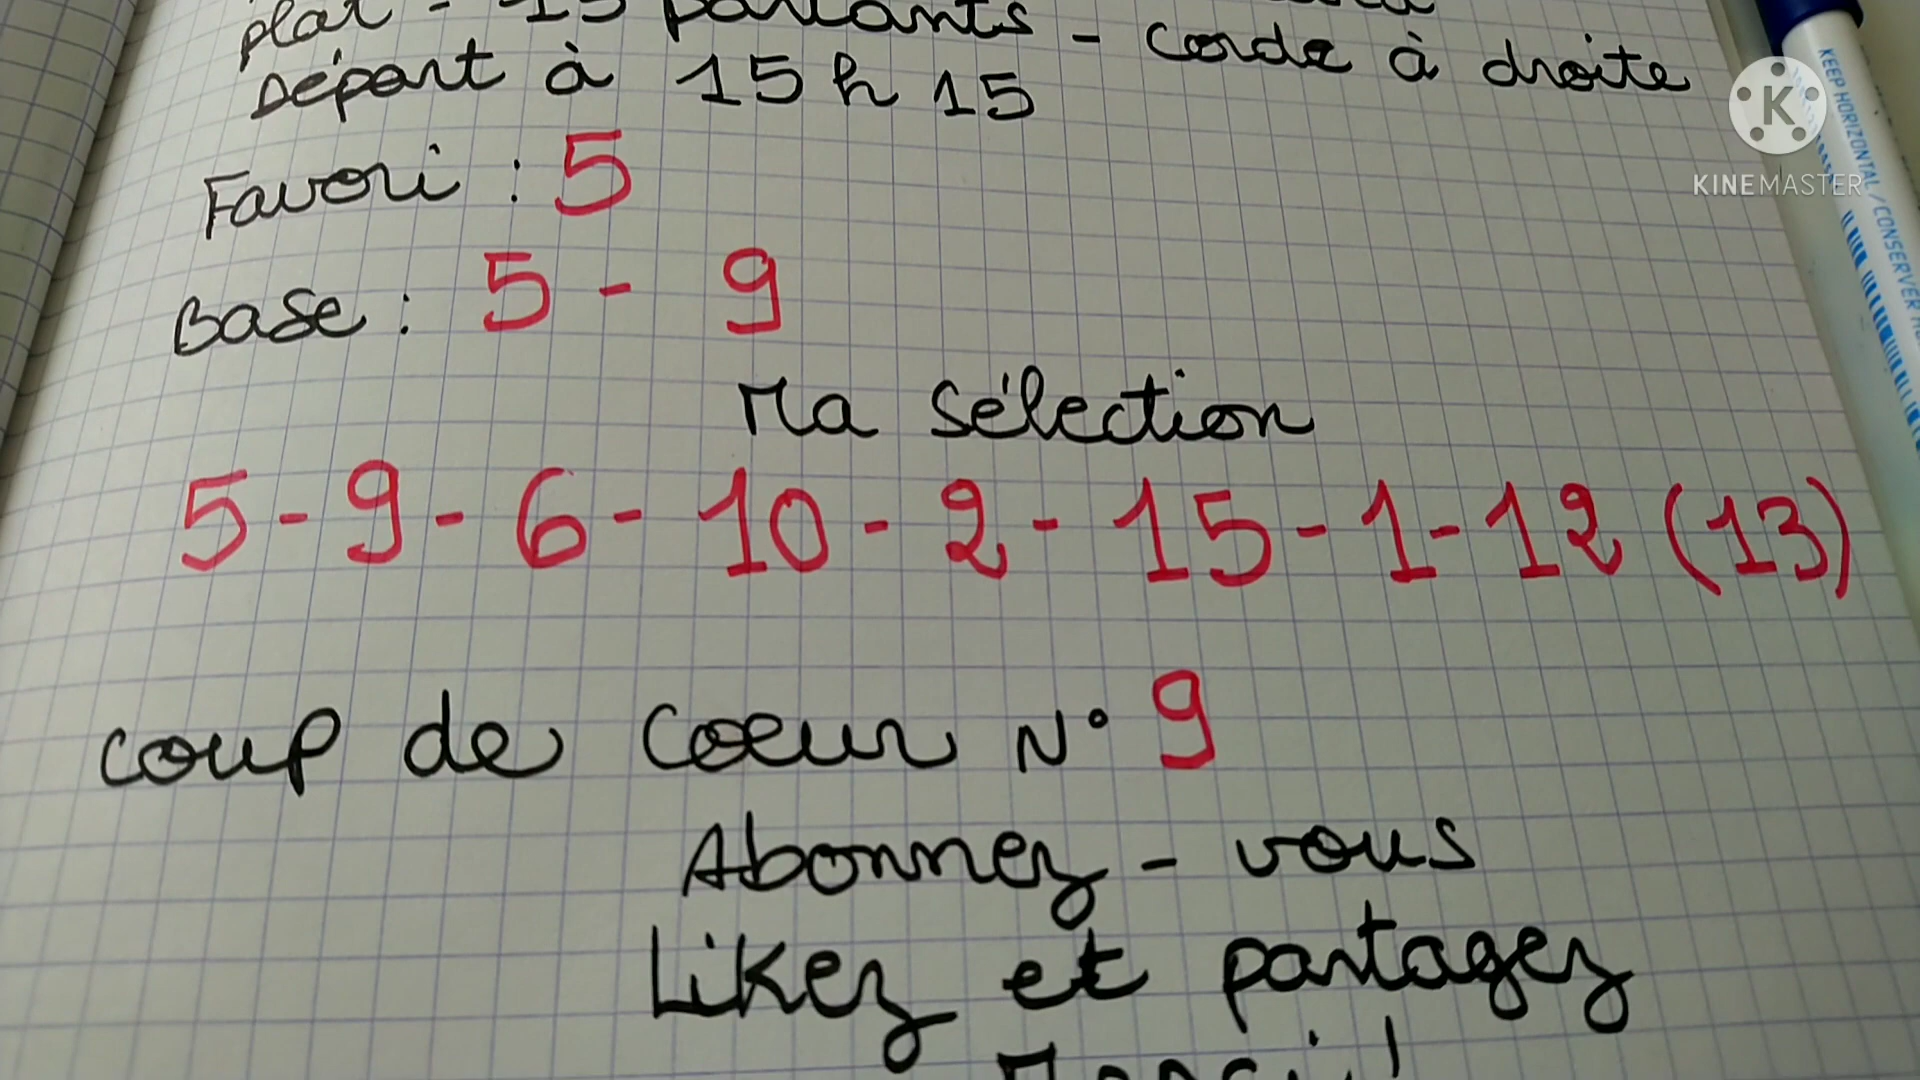 plat - 15 partants - corde à droite
Départ à 15 h 15
Favori : 5
Base : 5 - 9
Ma sélection
5 - 9 - 6 - 10 - 2 - 15 - 1 - 12 (13)
coup de coeur N° 9
Abonnez - vous
Likez et partagez
Merci !
K
KINEMASTER
KEEP HORIZONTAL / CONSERVER